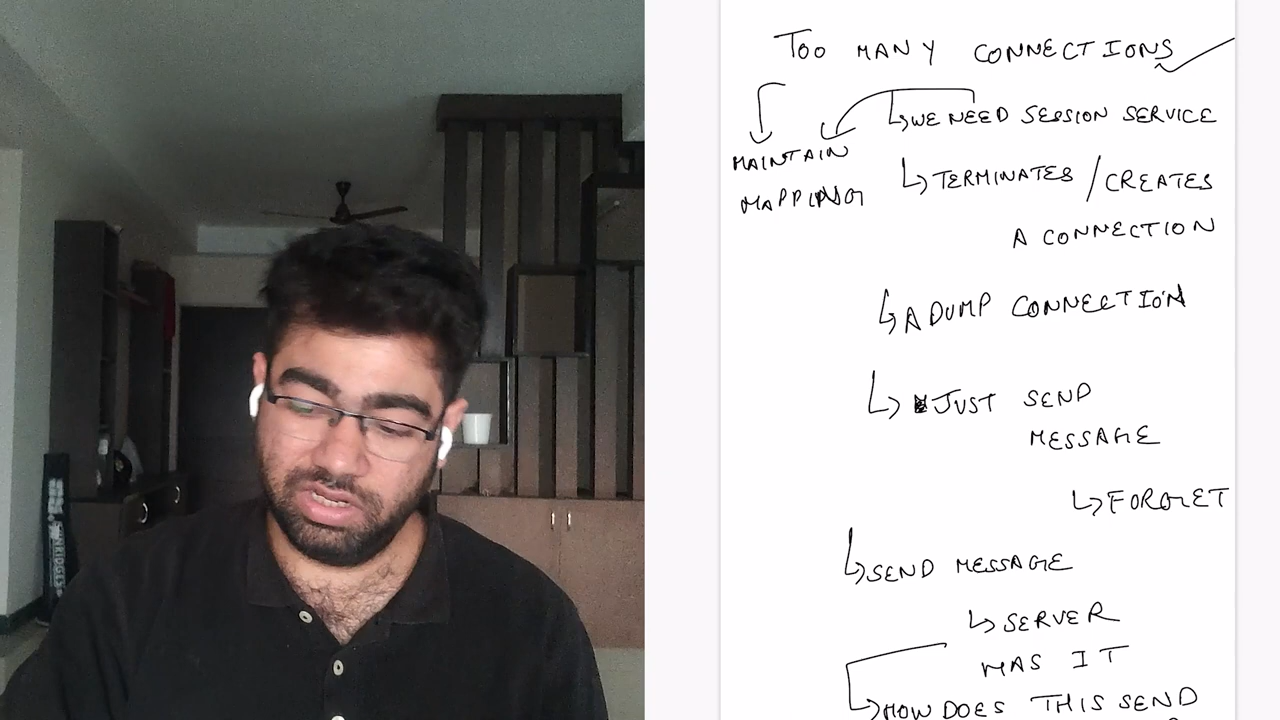 TOO MANY CONNECTIONS
WE NEED SESSION SERVICE
MAINTAIN
MAPPING
TERMINATES / CREATES
A CONNECTION
A DUMP CONNECTION
JUST SEND
MESSAGE
FORGET
SEND MESSAGE
SERVER
HAS IT
HOW DOES THIS SEND